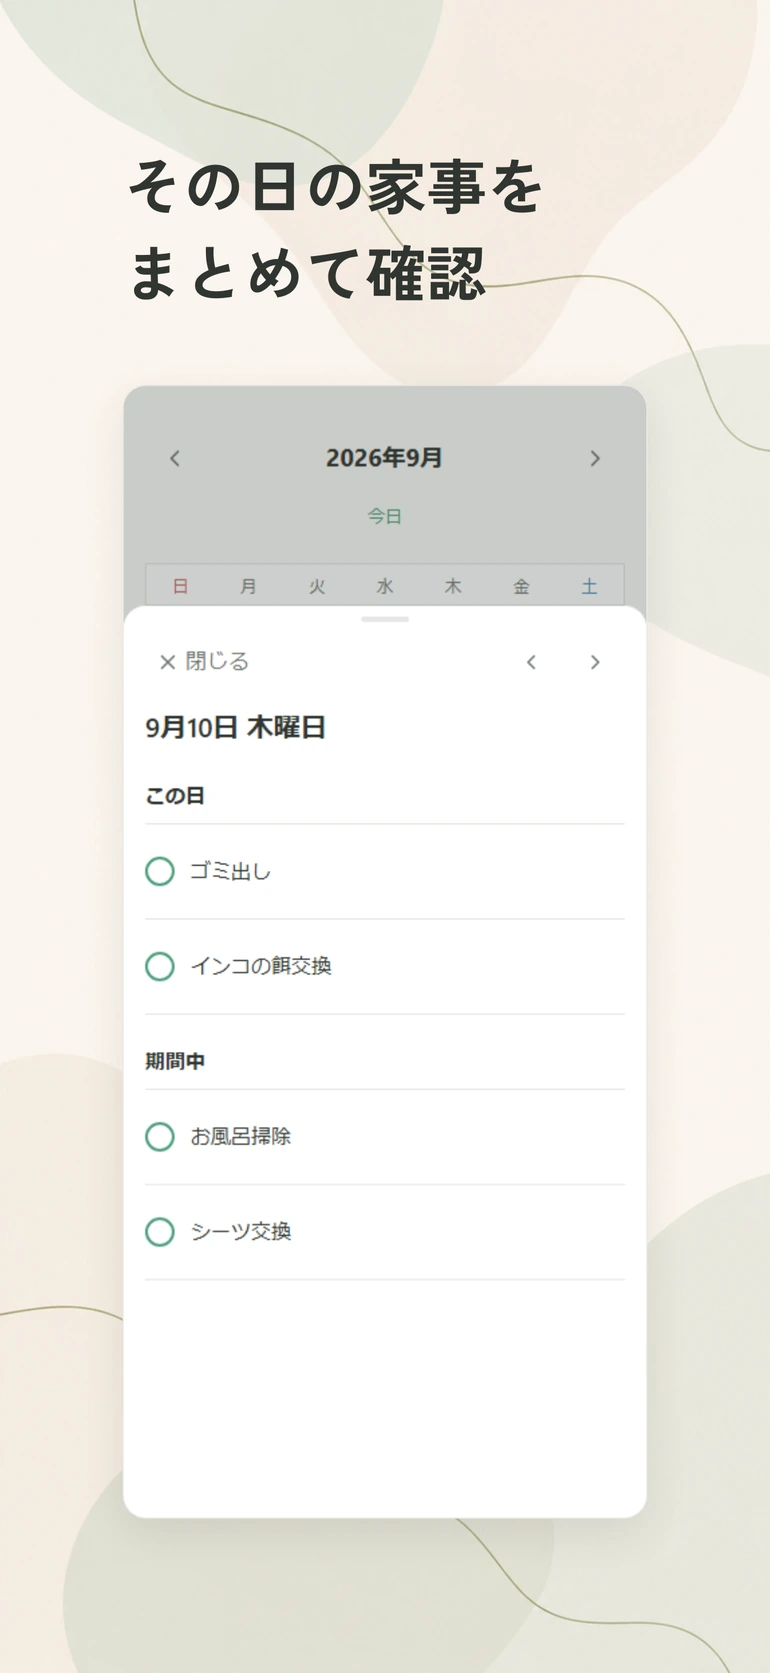 その日の家事を
まとめて確認
2026年9月
今日
日 月 火 水 木 金 土
閉じる
9月10日 木曜日
この日
ゴミ出し
インコの餌交換
期間中
お風呂掃除
シーツ交換